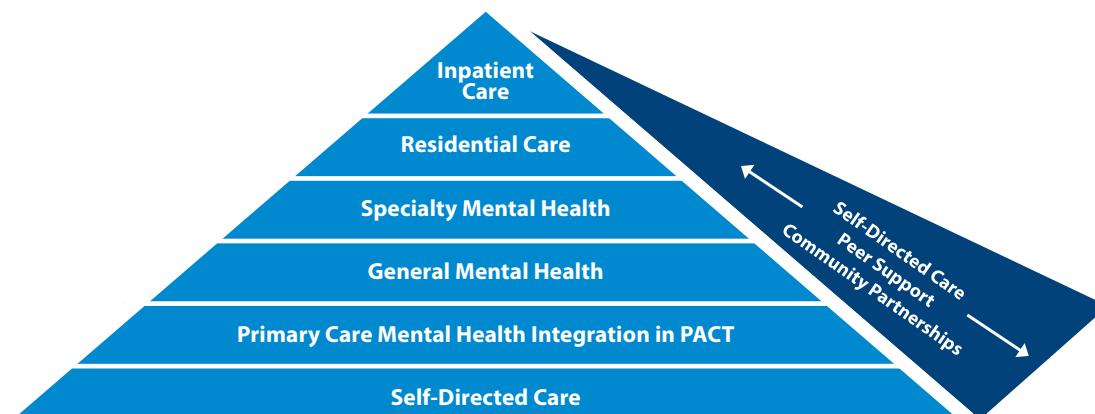 Inpatient
Care
Residential Care
Specialty Mental Health
General Mental Health
Primary Care Mental Health Integration in PACT
Self-Directed Care
Self-Directed Care
Peer Support
Community Partnerships